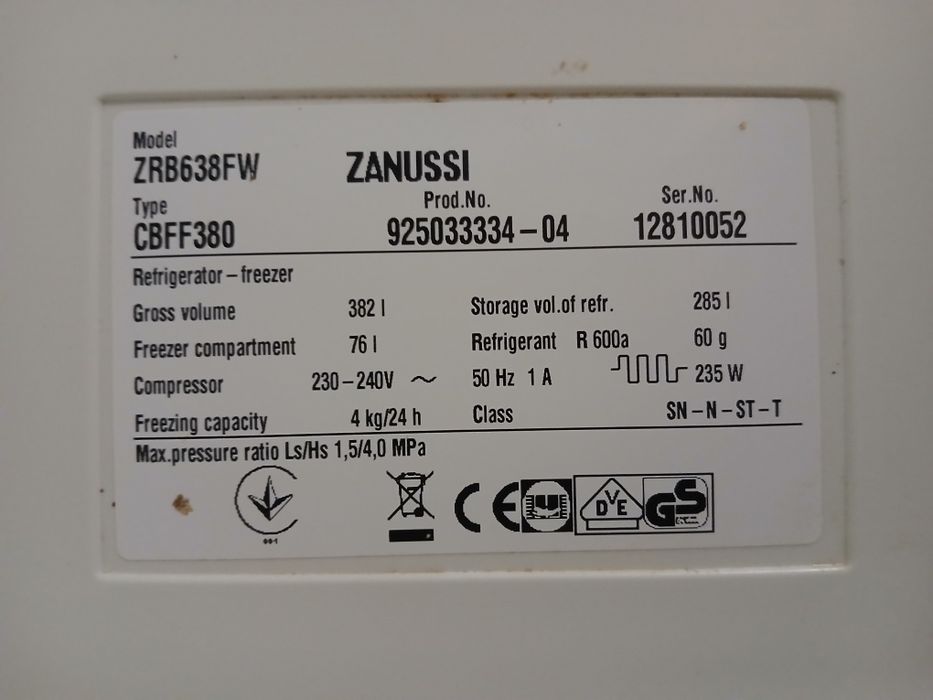 Model
ZRB638FW ZANUSSI
Type Prod.No. Ser.No.
CBFF380 925033334-04 12810052
Refrigerator-freezer
Gross volume 382 l Storage vol.of refr. 285 l
Freezer compartment 76 l Refrigerant R 600a 60 g
Compressor 230-240V ~ 50 Hz 1 A 235 W
Freezing capacity 4 kg/24 h Class SN-N-ST-T
Max.pressure ratio Ls/Hs 1,5/4,0 MPa
CE DVE GS